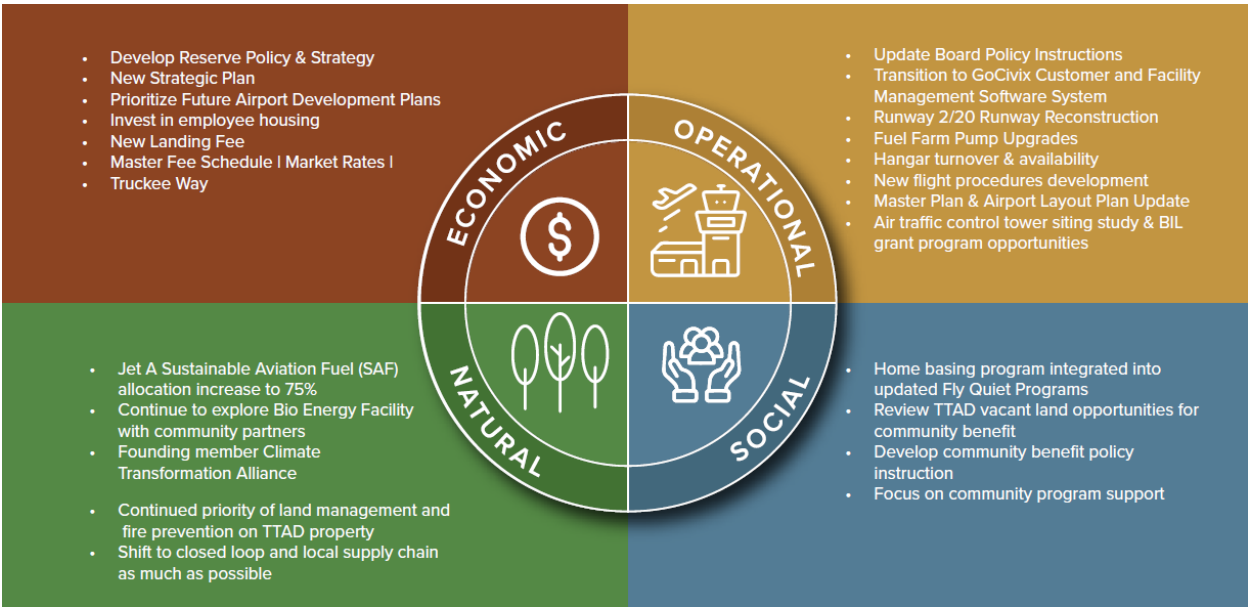 • Develop Reserve Policy & Strategy
• New Strategic Plan
• Prioritize Future Airport Development Plans
• Invest in employee housing
• New Landing Fee
• Master Fee Schedule | Market Rates |
• Truckee Way
• Update Board Policy Instructions
• Transition to GoCivix Customer and Facility
Management Software System
• Runway 2/20 Runway Reconstruction
• Fuel Farm Pump Upgrades
• Hangar turnover & availability
• New flight procedures development
• Master Plan & Airport Layout Plan Update
• Air traffic control tower siting study & BIL
grant program opportunities
ECONOMIC
OPERATIONAL
$
NATURAL
SOCIAL
• Jet A Sustainable Aviation Fuel (SAF)
allocation increase to 75%
• Continue to explore Bio Energy Facility
with community partners
• Founding member Climate
Transformation Alliance
• Continued priority of land management and
fire prevention on TTAD property
• Shift to closed loop and local supply chain
as much as possible
• Home basing program integrated into
updated Fly Quiet Programs
• Review TTAD vacant land opportunities for
community benefit
• Develop community benefit policy
instruction
• Focus on community program support